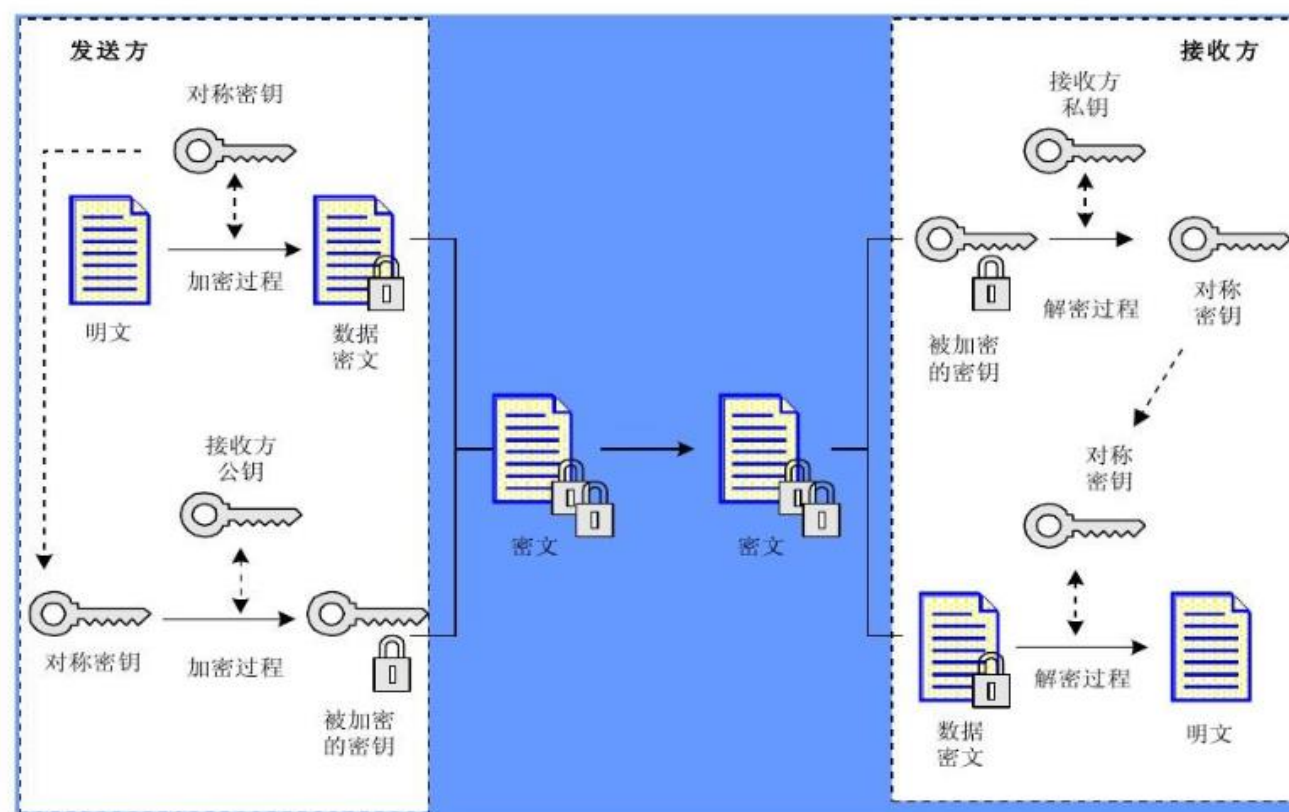 发送方
对称密钥
加密过程
明文
数据
密文
接收方
公钥
对称密钥
加密过程
被加密
的密钥
密文
密文
接收方
接收方
私钥
被加密
的密钥
解密过程
对称
密钥
对称
密钥
数据
密文
解密过程
明文